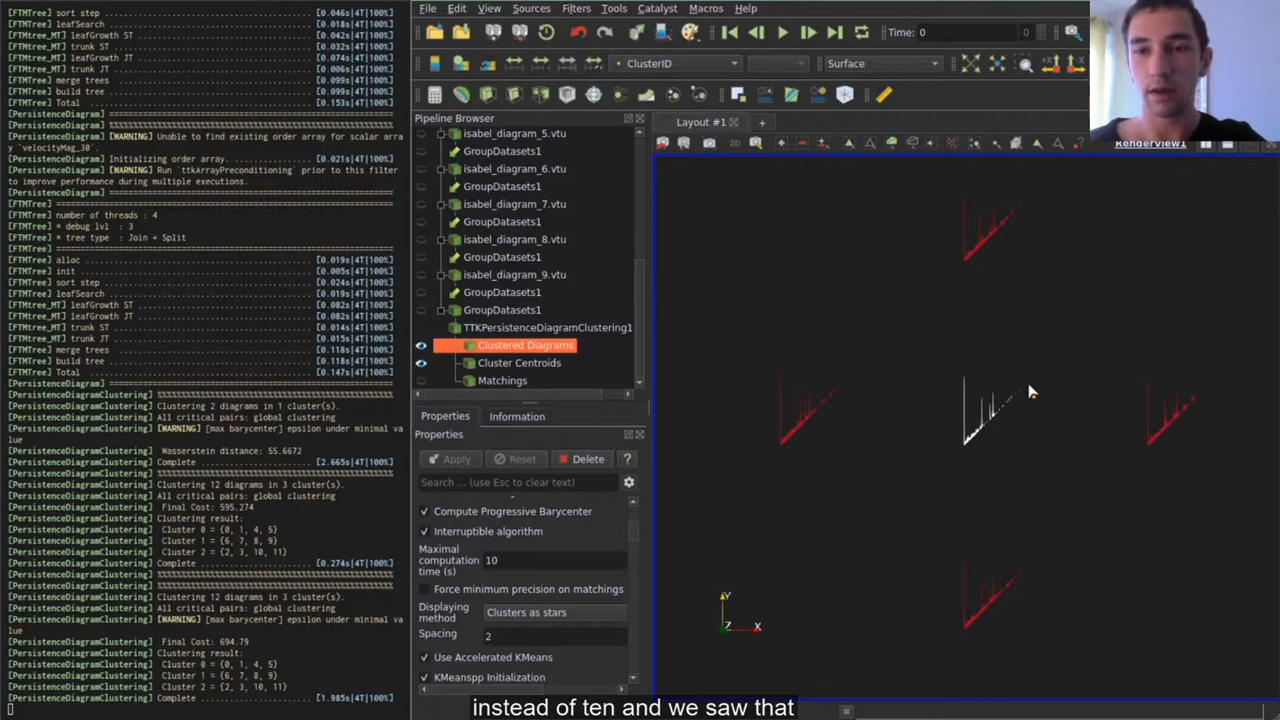 [FTMTree] sort step ................................ [0.046s|4T|100%]
[FTMtree_MT] leafSearch ............................ [0.001s|4T|100%]
[FTMtree_MT] leafGrowth ST ......................... [0.042s|4T|100%]
[FTMtree_MT] trunk ST .............................. [0.032s|4T|100%]
[FTMtree_MT] leafGrowth JT ......................... [0.074s|4T|100%]
[FTMtree_MT] trunk JT .............................. [0.006s|4T|100%]
[FTMTree] merge trees .............................. [0.099s|4T|100%]
[FTMTree] build tree ............................... [0.099s|4T|100%]
[FTMTree] Total .................................... [0.153s|4T|100%]
[PersistenceDiagram]
[PersistenceDiagram] [WARNING] Unable to find existing order array for scalar arra
y `velocityMag_30'.
[PersistenceDiagram] Initializing order array. ..... [0.021s|4T|100%]
[PersistenceDiagram] [WARNING] Run `ttkArrayPreconditioning` prior to this filter
to improve performance during multiple executions.
[PersistenceDiagram]
[FTMTree]
[FTMTree] number of threads : 4
[FTMTree] * debug lvl : 3
[FTMTree] * tree type : Join + Split
[FTMTree]
[FTMTree] alloc .................................... [0.019s|4T|100%]
[FTMTree] init ..................................... [0.005s|4T|100%]
[FTMTree] sort step ................................ [0.024s|4T|100%]
[FTMTree] leafSearch ............................... [0.019s|4T|100%]
[FTMtree_MT] leafGrowth ST ......................... [0.082s|4T|100%]
[FTMtree_MT] leafGrowth JT ......................... [0.082s|4T|100%]
[FTMtree_MT] trunk ST .............................. [0.014s|4T|100%]
[FTMtree_MT] trunk JT .............................. [0.015s|4T|100%]
[FTMTree] merge trees .............................. [0.118s|4T|100%]
[FTMTree] build tree ............................... [0.118s|4T|100%]
[FTMTree] Total .................................... [0.147s|4T|100%]
[PersistenceDiagram]
[PersistenceDiagramClustering]
[PersistenceDiagramClustering] Clustering 2 diagrams in 1 cluster(s).
[PersistenceDiagramClustering] All critical pairs: global clustering
[PersistenceDiagramClustering] [WARNING] [max barycenter] epsilon under minimal va
lue
[PersistenceDiagramClustering] Wasserstein distance: 55.6672
[PersistenceDiagramClustering] Complete ............ [2.665s|4T|100%]
[PersistenceDiagramClustering]
[PersistenceDiagramClustering] Clustering 12 diagrams in 3 cluster(s).
[PersistenceDiagramClustering] All critical pairs: global clustering
[PersistenceDiagramClustering] Final Cost: 595.274
[PersistenceDiagramClustering] Clustering result:
[PersistenceDiagramClustering] Cluster 0 = {0, 1, 4, 5}
[PersistenceDiagramClustering] Cluster 1 = {6, 7, 8, 9}
[PersistenceDiagramClustering] Cluster 2 = {2, 3, 10, 11}
[PersistenceDiagramClustering] Complete ............ [0.274s|4T|100%]
[PersistenceDiagramClustering]
[PersistenceDiagramClustering] Clustering 12 diagrams in 3 cluster(s).
[PersistenceDiagramClustering] All critical pairs: global clustering
[PersistenceDiagramClustering] [WARNING] [max barycenter] epsilon under minimal va
lue
[PersistenceDiagramClustering] Final Cost: 694.79
[PersistenceDiagramClustering] Clustering result:
[PersistenceDiagramClustering] Cluster 0 = {0, 1, 4, 5}
[PersistenceDiagramClustering] Cluster 1 = {6, 7, 8, 9}
[PersistenceDiagramClustering] Cluster 2 = {2, 3, 10, 11}
[PersistenceDiagramClustering] Complete ............ [1.985s|4T|100%]
File Edit View Sources Filters Tools Catalyst Macros Help
Time: 0 0
ClusterID Surface
Pipeline Browser
isabel_diagram_5.vtu
GroupDatasets1
isabel_diagram_6.vtu
GroupDatasets1
isabel_diagram_7.vtu
GroupDatasets1
isabel_diagram_8.vtu
GroupDatasets1
isabel_diagram_9.vtu
GroupDatasets1
GroupDatasets1
TTKPersistenceDiagramClustering1
Clustered Diagrams
Cluster Centroids
Matchings
Properties Information
Properties
Apply Reset Delete ?
Search ... (use Esc to clear text)
Compute Progressive Barycenter
Interruptible algorithm
Maximal
computation 10
time (s)
Force minimum precision on matchings
Displaying
method Clusters as stars
Spacing 2
Use Accelerated KMeans
KMeanspp Initialization
Layout #1 +
2D
RenderView1
Y
Z X
instead of ten and we saw that